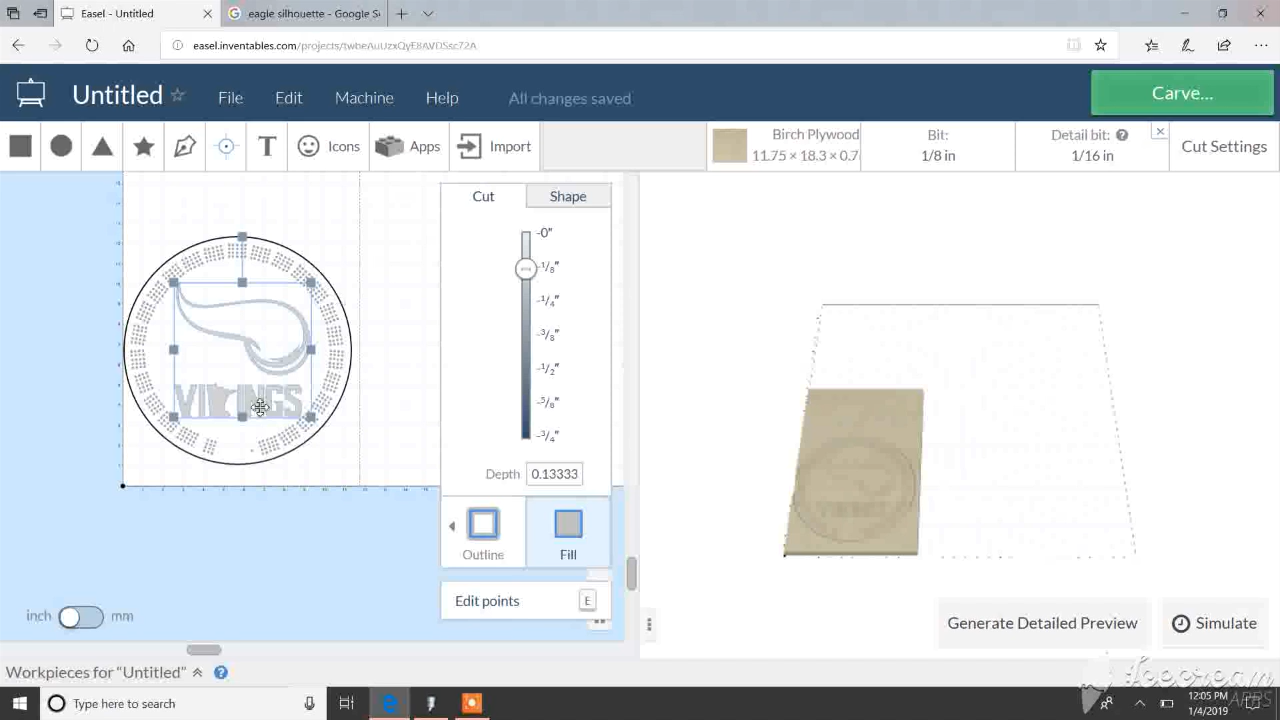 Easel - Untitled
eagle silhouette - Google S
easel.inventables.com/projects/twbeAuUzxQyE8AVDSsc72A
Untitled
File
Edit
Machine
Help
All changes saved
Carve...
T
Icons
Apps
Import
Birch Plywood
11.75 × 18.3 × 0.7
Bit:
1/8 in
Detail bit:
1/16 in
Cut Settings
Cut
Shape
-0"
-1/8"
-1/4"
-3/8"
-1/2"
-5/8"
-3/4"
VIKINGS
Depth
0.13333
Outline
Fill
Edit points
E
inch
mm
Generate Detailed Preview
Simulate
Workpieces for "Untitled"
Icecream
APPS
Type here to search
12:05 PM
1/4/2019